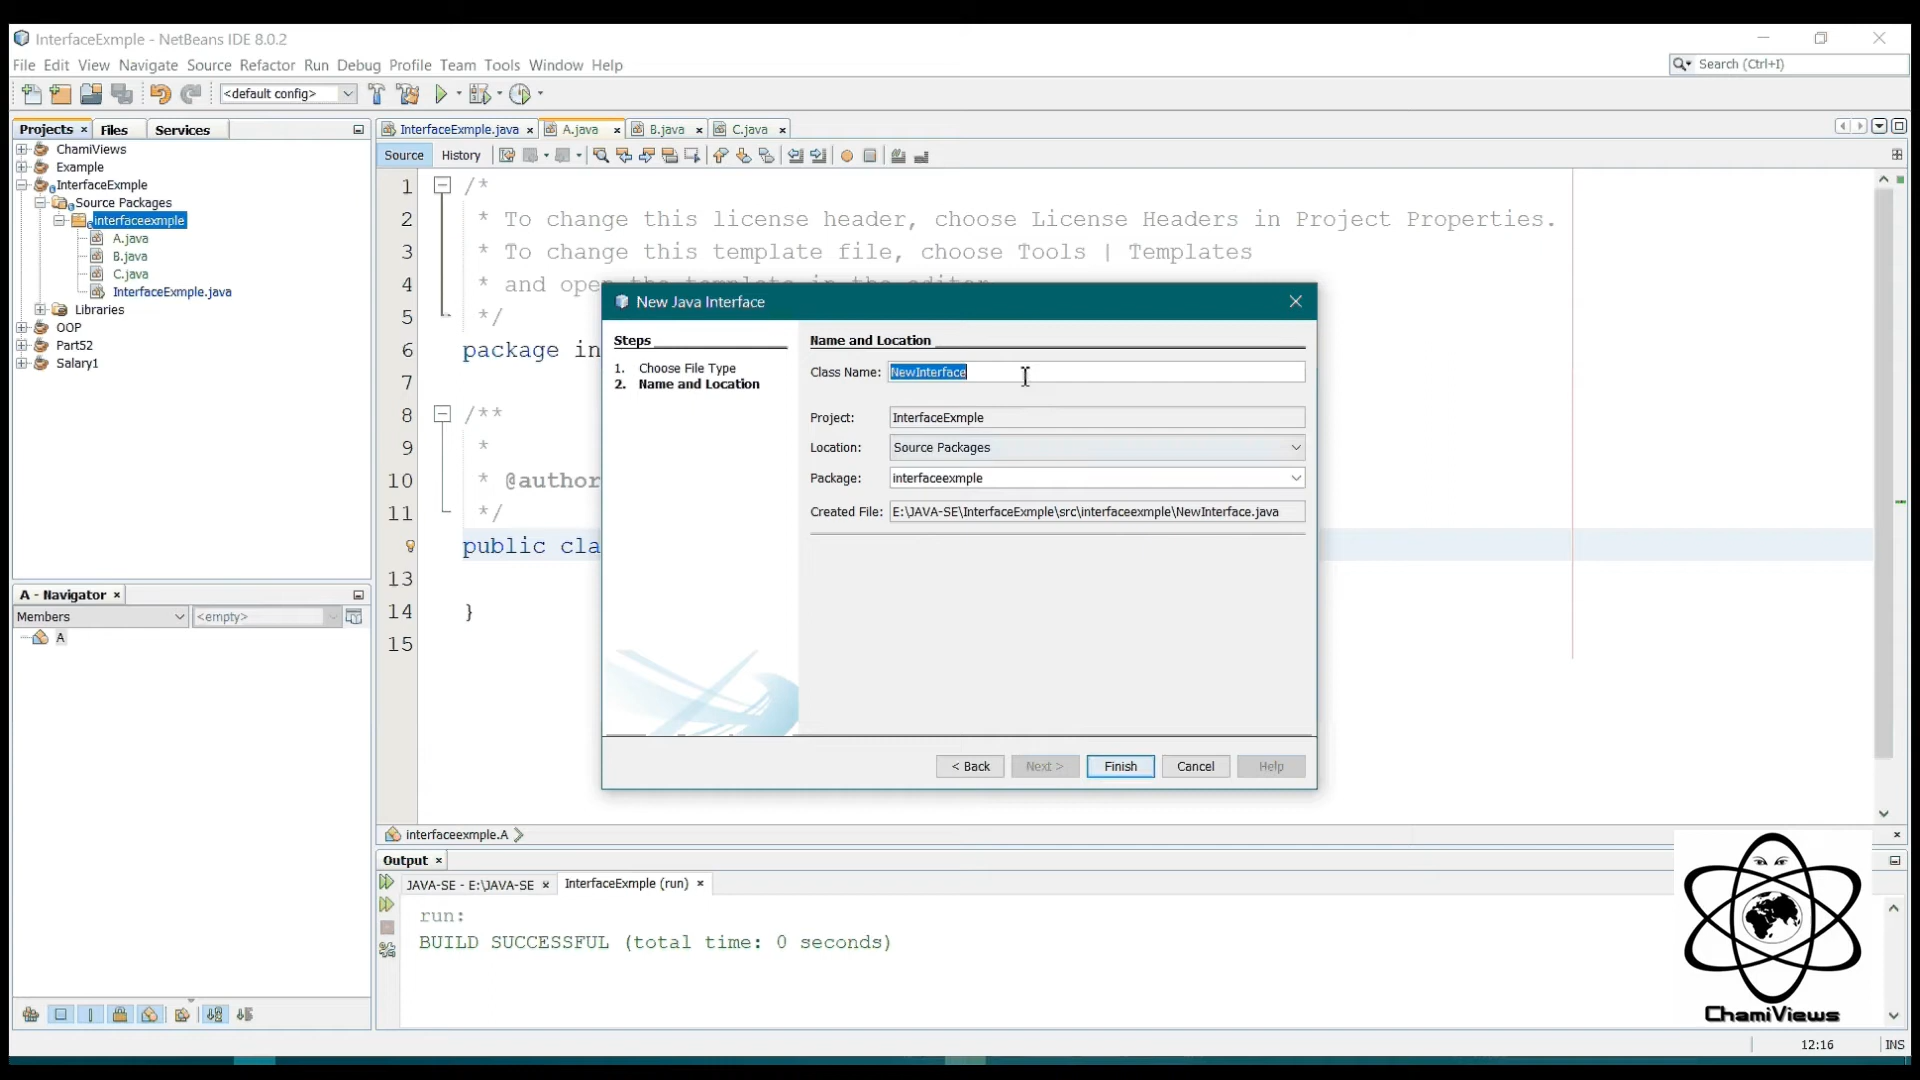 InterfaceExmple - NetBeans IDE 8.0.2
File Edit View Navigate Source Refactor Run Debug Profile Team Tools Window Help
Search (Ctrl+I)
<default config>
Projects Files Services
InterfaceExmple.java A.java B.java C.java
Source History
ChamiViews
Example
InterfaceExmple
Source Packages
interfaceexmple
A.java
B.java
C.java
InterfaceExmple.java
Libraries
OOP
Part52
Salary1
1 /*
2 * To change this license header, choose License Headers in Project Properties.
3 * To change this template file, choose Tools | Templates
4 * and open the template in the editor
5 */
6 package in
7
8 /**
9 *
10 * @author
11 */
public cla
13
14 }
15
New Java Interface
Steps
1. Choose File Type
2. Name and Location
Name and Location
Class Name: NewInterface
Project: InterfaceExmple
Location: Source Packages
Package: interfaceexmple
Created File: E:\JAVA-SE\InterfaceExmple\src\interfaceexmple\NewInterface.java
< Back Next > Finish Cancel Help
A - Navigator
Members <empty>
A
interfaceexmple.A
Output
JAVA-SE - E:\JAVA-SE InterfaceExmple (run)
run:
BUILD SUCCESSFUL (total time: 0 seconds)
ChamiViews
12:16 INS